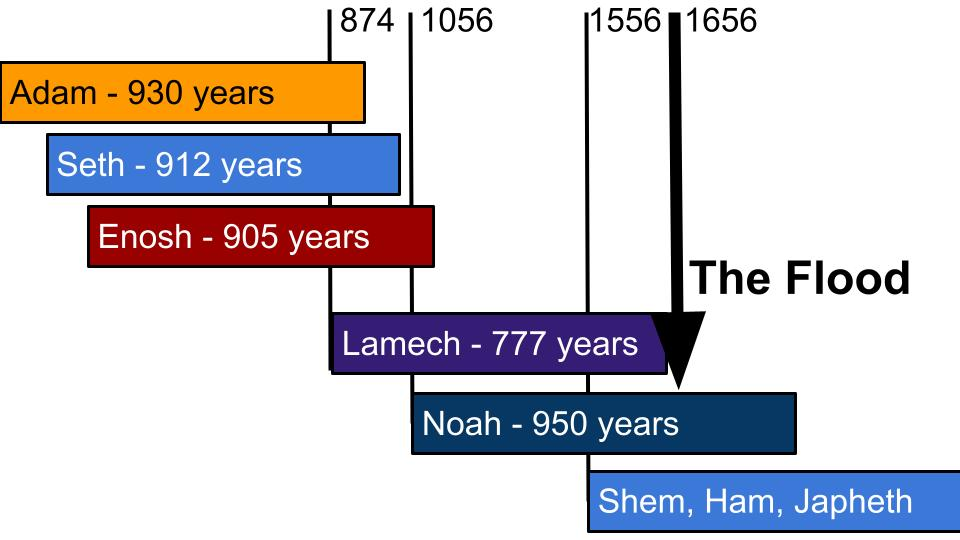 874 1056 1556 1656
Adam - 930 years
Seth - 912 years
Enosh - 905 years
The Flood
Lamech - 777 years
Noah - 950 years
Shem, Ham, Japheth